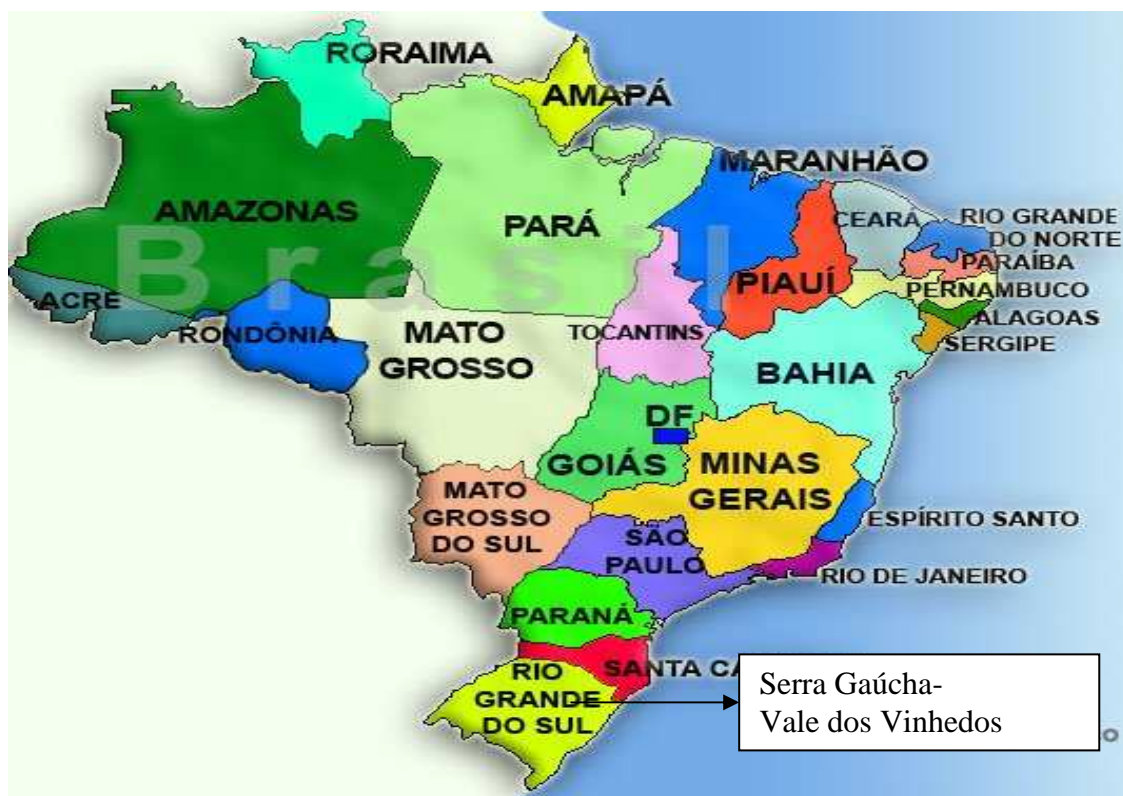 RORAIMA
AMAPÁ
MARANHÃO
AMAZONAS
PARÁ
CEARÁ
RIO GRANDE
DO NORTE
PARAÍBA
Brasil
PIAUÍ
PERNAMBUCO
ACRE
RONDÔNIA
MATO
GROSSO
TOCANTINS
ALAGOAS
SERGIPE
BAHIA
DF
GOIÁS
MINAS
GERAIS
MATO
GROSSO
DO SUL
ESPÍRITO SANTO
SÃO
PAULO
RIO DE JANEIRO
PARANÁ
SANTA
RIO
GRANDE
DO SUL
Serra Gaúcha-
Vale dos Vinhedos